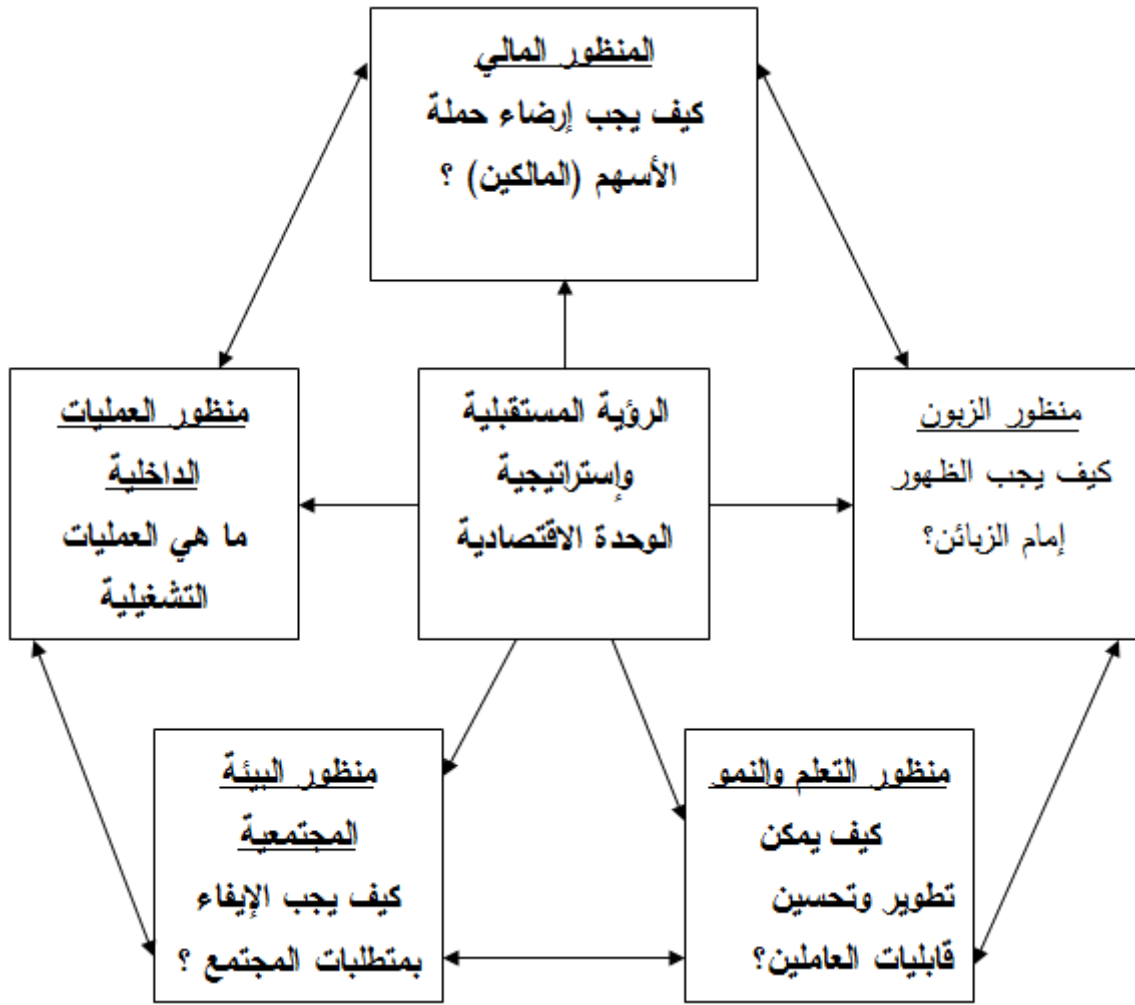 المنظور المالي
كيف يجب إرضاء حملة
الأسهم (المالكين) ؟
منظور الزبون
كيف يجب الظهور
إمام الزبائن؟
الرؤية المستقبلية
وإستراتيجية
الوحدة الاقتصادية
منظور العمليات
الداخلية
ما هي العمليات
التشغيلية
منظور التعلم والنمو
كيف يمكن
تطوير وتحسين
قابليات العاملين؟
منظور البيئة
المجتمعية
كيف يجب الإيفاء
بمتطلبات المجتمع ؟